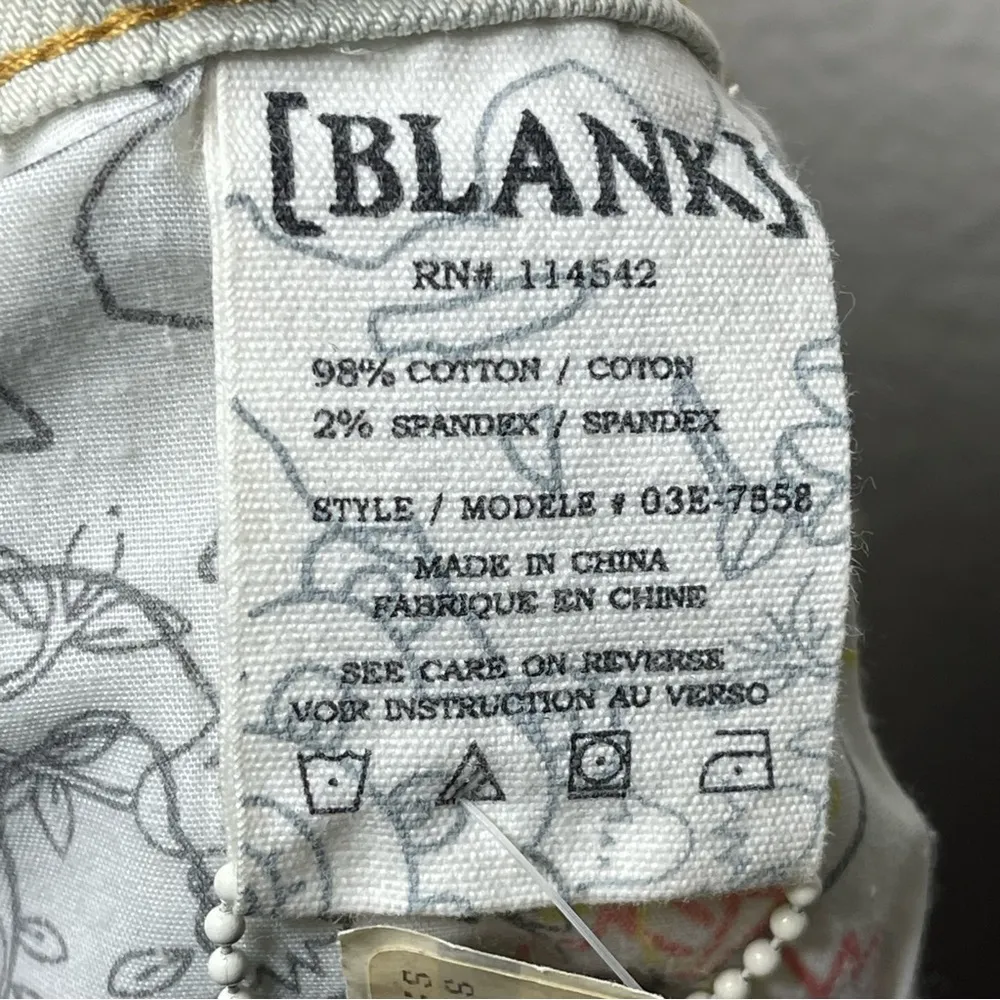 [BLANK]
RN# 114542
98% COTTON / COTON
2% SPANDEX / SPANDEX
STYLE / MODELE # 03E-7858
MADE IN CHINA
FABRIQUE EN CHINE
SEE CARE ON REVERSE
VOIR INSTRUCTION AU VERSO